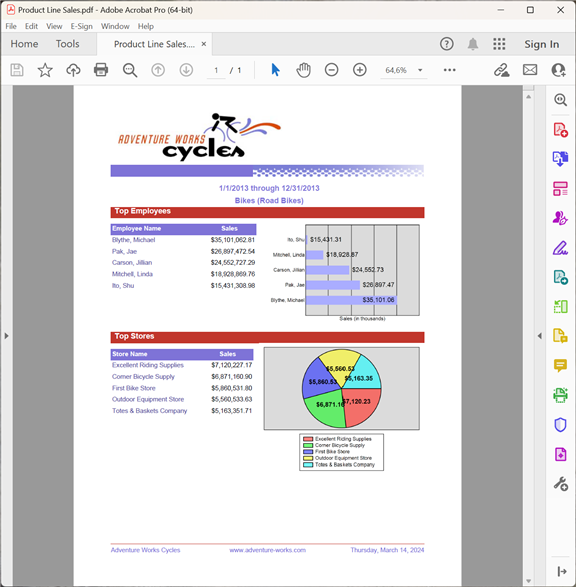 Product Line Sales.pdf - Adobe Acrobat Pro (64-bit)
File Edit View E-Sign Window Help
Home Tools Product Line Sales.... × Sign In
1 / 1 64,6%
ADVENTURE WORKS
cycles
1/1/2013 through 12/31/2013
Bikes (Road Bikes)
Top Employees
Employee Name Sales
Blythe, Michael $35,101,062.81
Pak, Jae $26,897,472.54
Carson, Jillian $24,552,727.29
Mitchell, Linda $18,928,869.76
Ito, Shu $15,431,308.98
Ito, Shu $15,431.31
Mitchell, Linda $18,928.87
Carson, Jillian $24,552.73
Pak, Jae $26,897.47
Blythe, Michael $35,101.06
Sales (in thousands)
Top Stores
Store Name Sales
Excellent Riding Supplies $7,120,227.17
Corner Bicycle Supply $6,871,160.90
First Bike Store $5,860,531.80
Outdoor Equipment Store $5,560,533.63
Totes & Baskets Company $5,163,351.71
$5,560.53
$5,860.53 $5,163.35
$6,871.16 $7,120.23
Excellent Riding Supplies
Corner Bicycle Supply
First Bike Store
Outdoor Equipment Store
Totes & Baskets Company
Adventure Works Cycles www.adventure-works.com Thursday, March 14, 2024